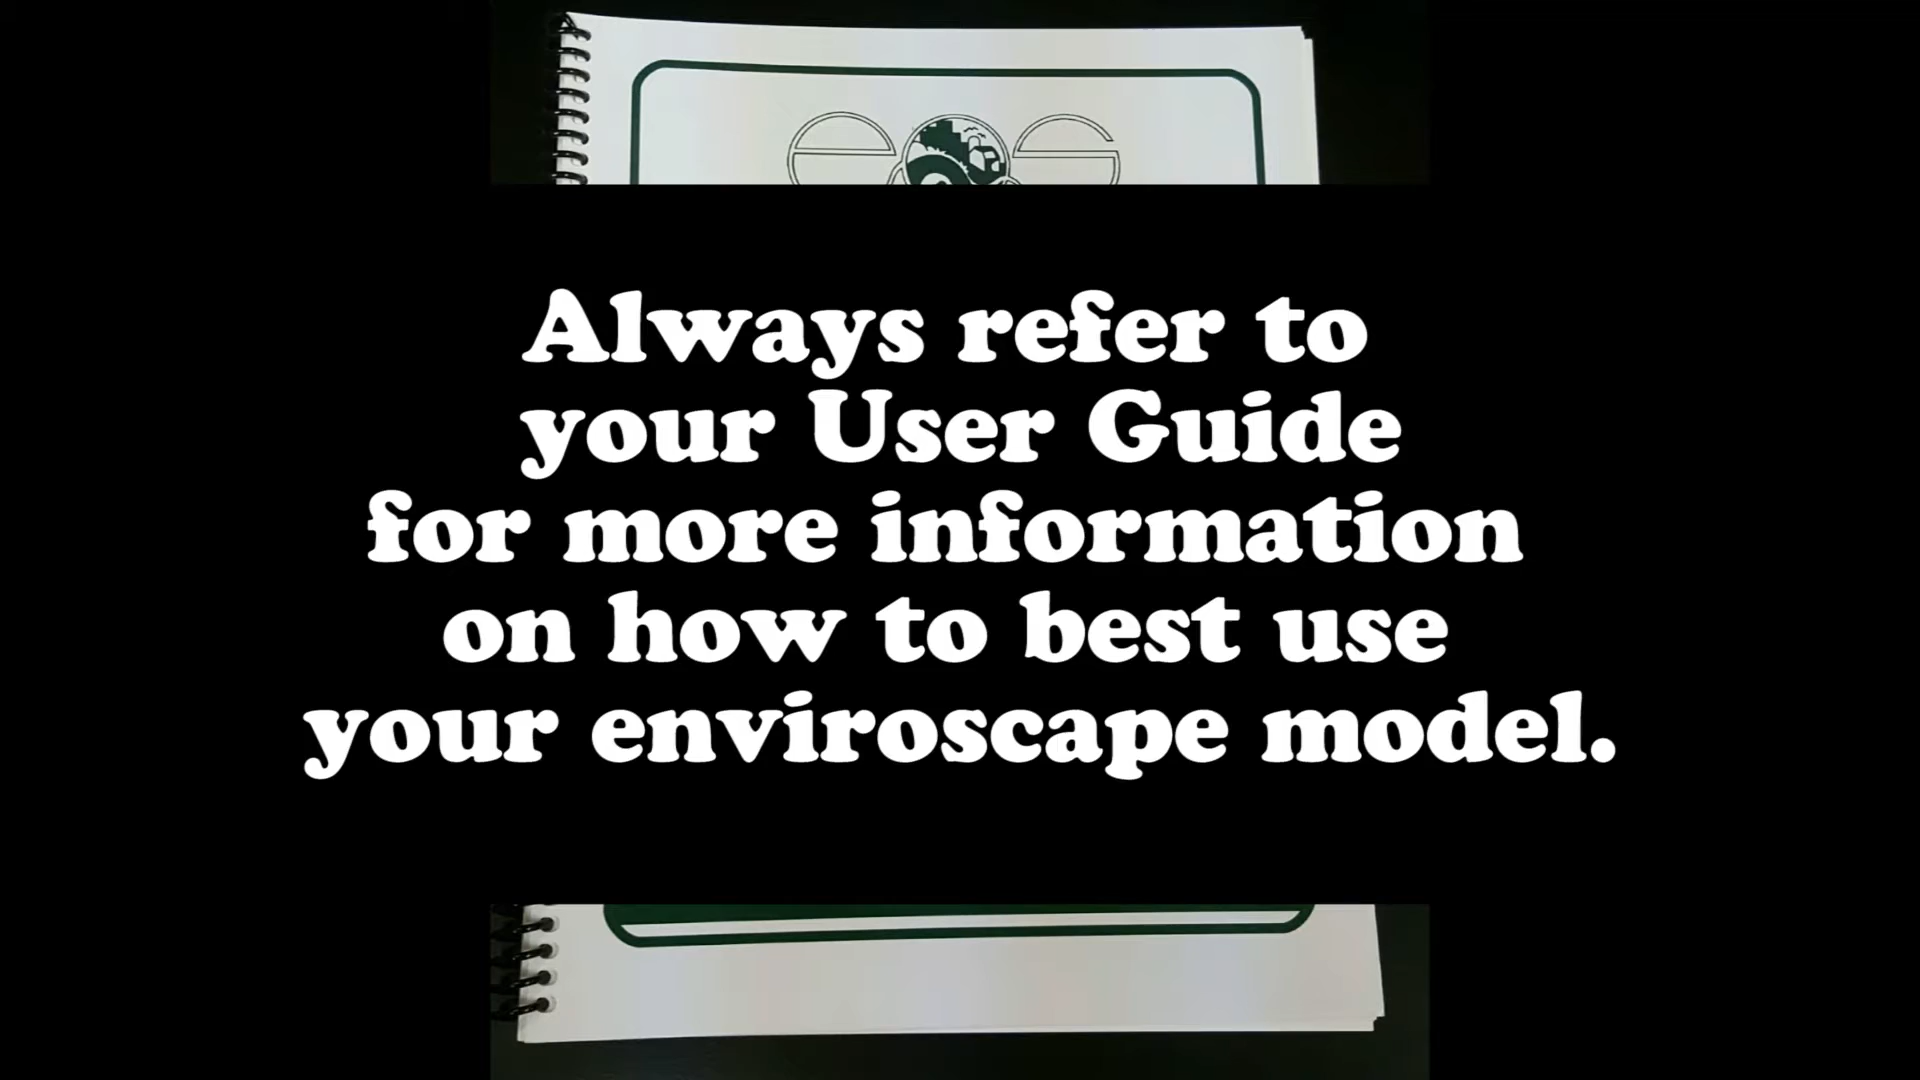 Always refer to
your User Guide
for more information
on how to best use
your enviroscape model.